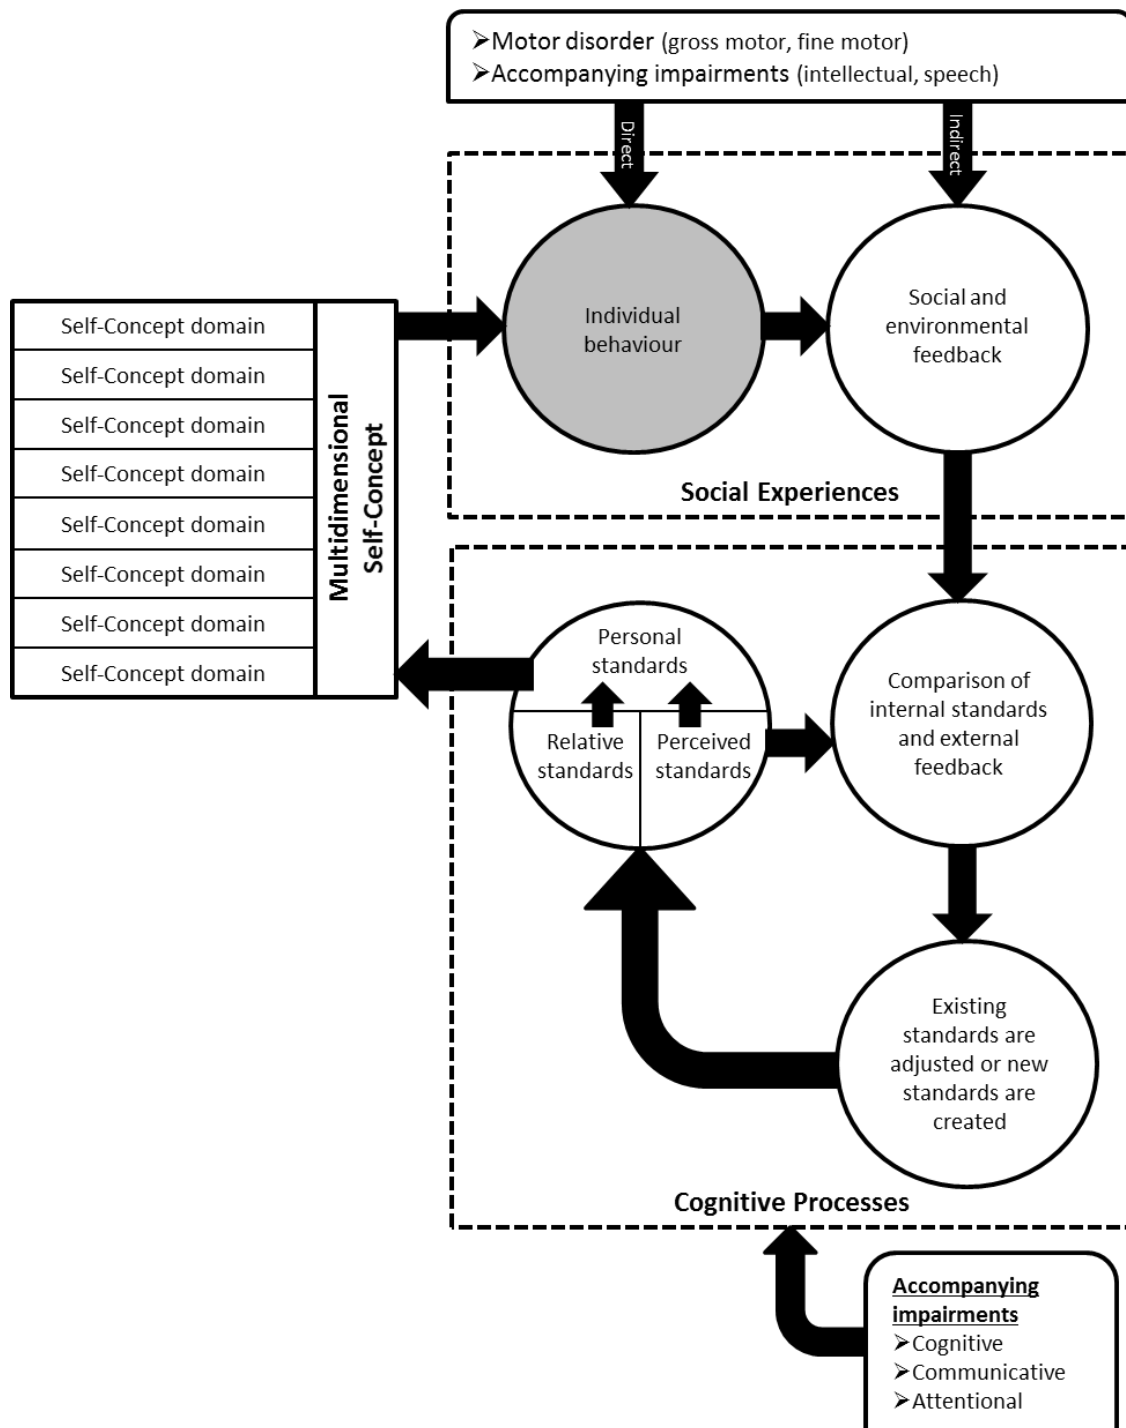 ➢Motor disorder (gross motor, fine motor)
➢Accompanying impairments (intellectual, speech)
Direct
Indirect
Individual
behaviour
Social and
environmental
feedback
Social Experiences
Self-Concept domain
Self-Concept domain
Self-Concept domain
Self-Concept domain
Self-Concept domain
Self-Concept domain
Self-Concept domain
Self-Concept domain
Multidimensional
Self-Concept
Personal
standards
Relative
standards
Perceived
standards
Comparison of
internal standards
and external
feedback
Existing
standards are
adjusted or new
standards are
created
Cognitive Processes
Accompanying
impairments
➢Cognitive
➢Communicative
➢Attentional